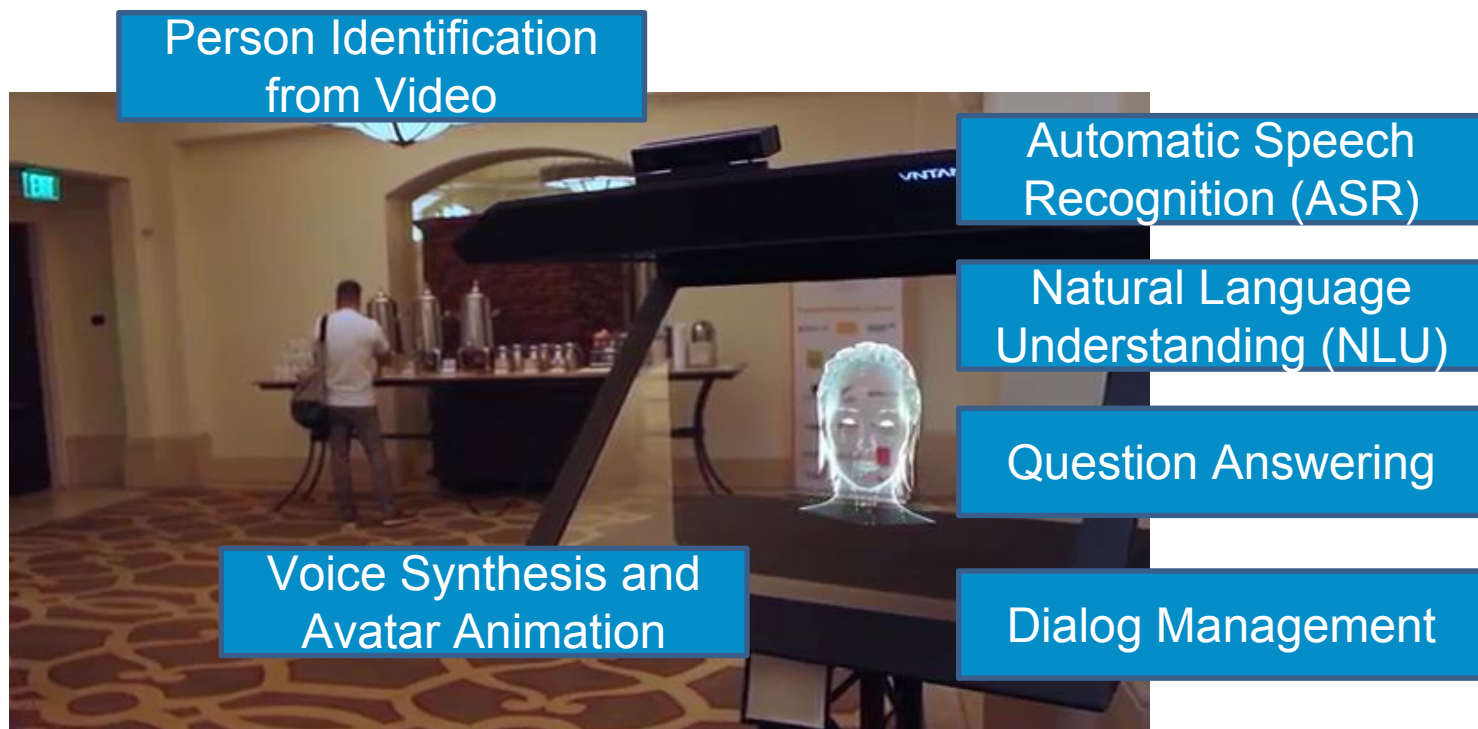 Person Identification
from Video
EXIT
Automatic Speech
Recognition (ASR)
Natural Language
Understanding (NLU)
Question Answering
Voice Synthesis and
Avatar Animation
Dialog Management